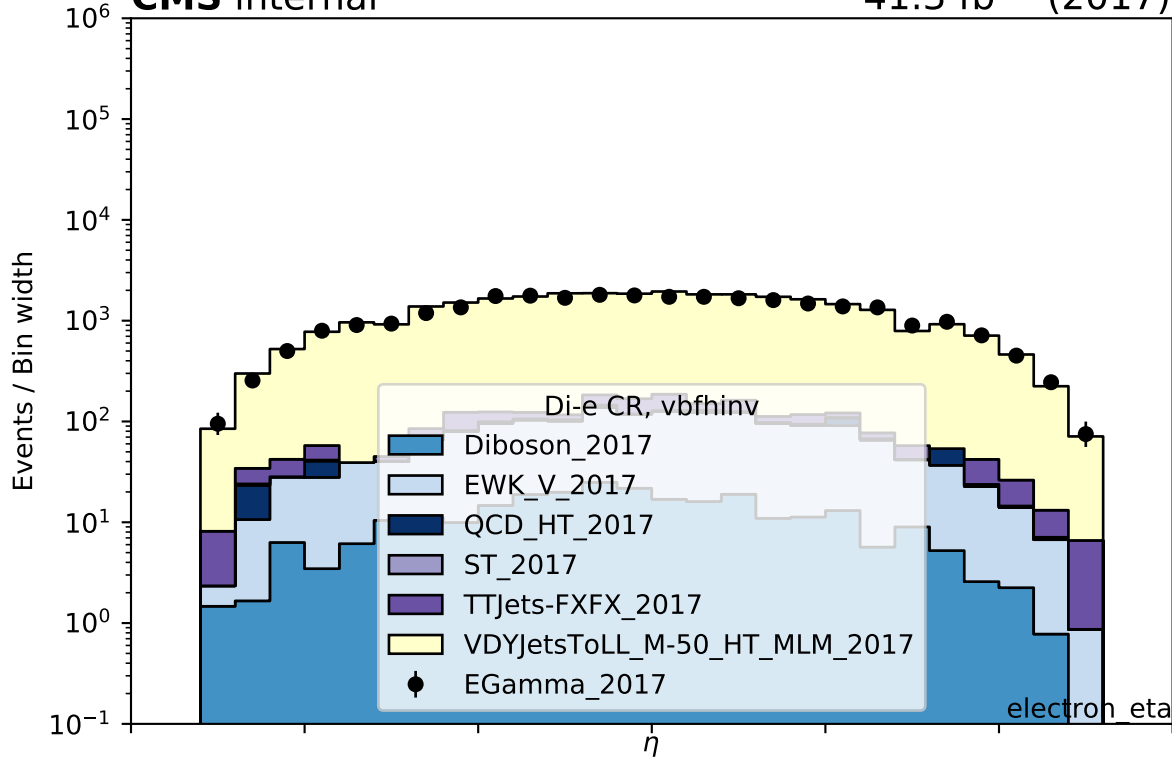 CMS Internal
41.5 fb (2017)
10⁶
10⁵
10⁴
10³
10²
10¹
10⁰
10⁻¹
Events / Bin width
Di-e CR, vbfhinv
Diboson_2017
EWK_V_2017
QCD_HT_2017
ST_2017
TTJets-FXFX_2017
VDYJetsToLL_M-50_HT_MLM_2017
EGamma_2017
electron_eta
η